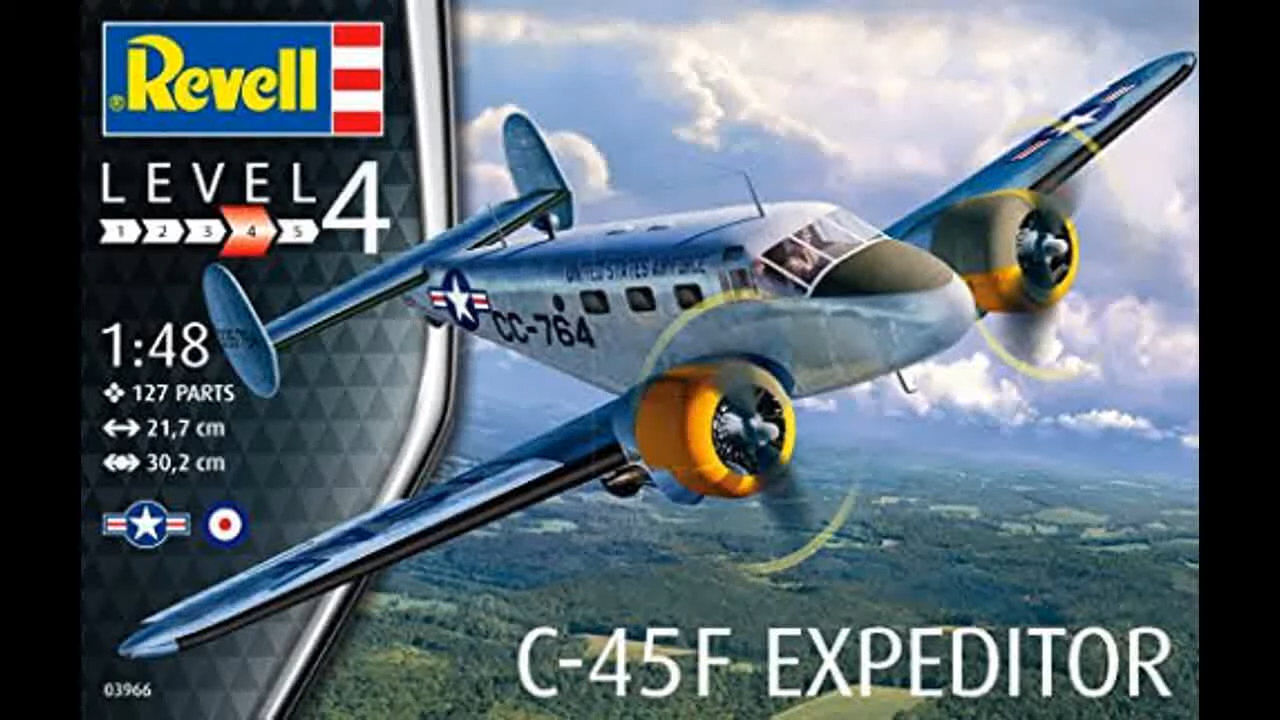 ®Revell
LEVEL 4
1 2 3 4 5
1:48
127 PARTS
21,7 cm
30,2 cm
03966
UNITED STATES AIR FORCE
CC-764
C-45F EXPEDITOR